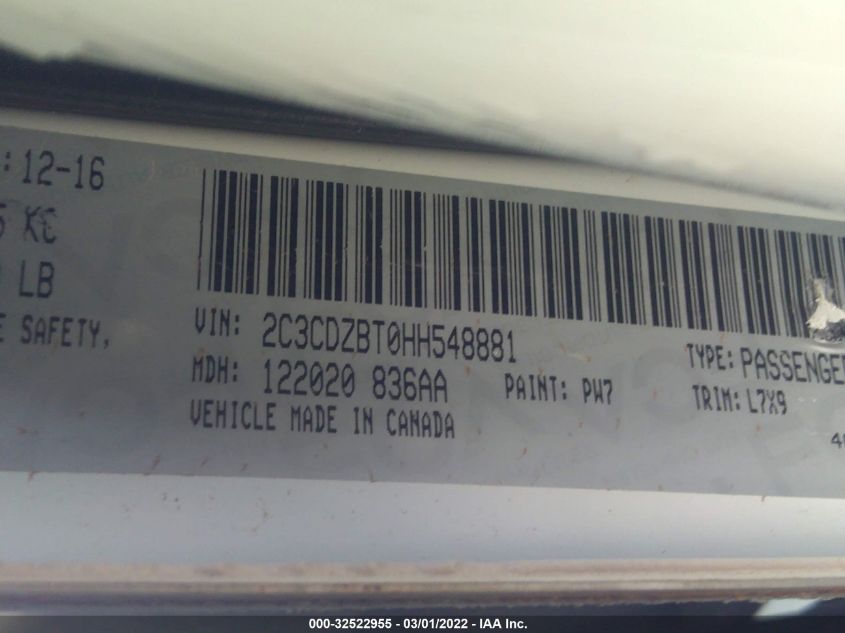 : 12-16
KC
LB
E SAFETY,
VIN: 2C3CDZBT0HH548881
TYPE: PASSENGER
MDH: 122020 836AA
PAINT: PW7
TRIM: L7X9
VEHICLE MADE IN CANADA
000-32522955 - 03/01/2022 - IAA Inc.